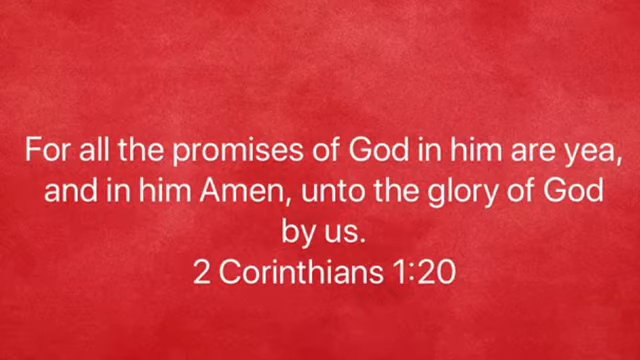 For all the promises of God in him are yea,
and in him Amen, unto the glory of God
by us.
2 Corinthians 1:20